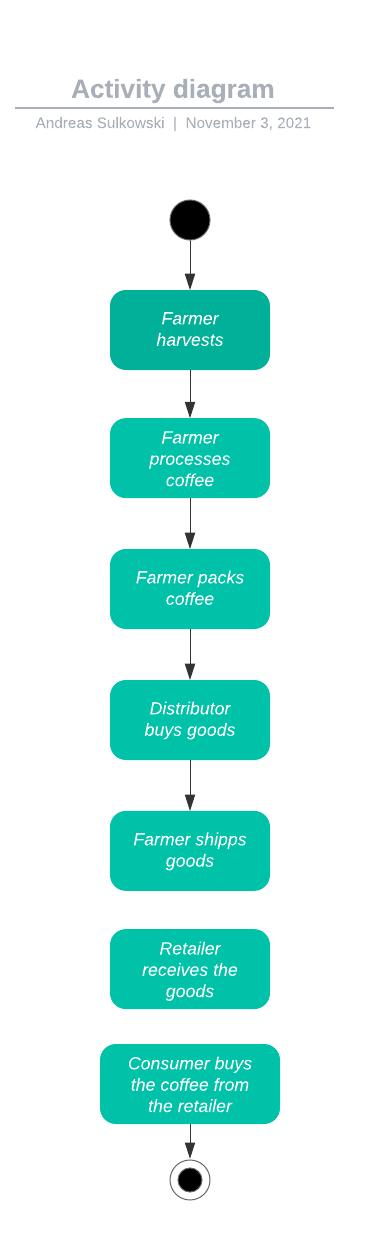 Activity diagram
Andreas Sulkowski | November 3, 2021
Farmer
harvests
Farmer
processes
coffee
Farmer packs
coffee
Distributor
buys goods
Farmer shipps
goods
Retailer
receives the
goods
Consumer buys
the coffee from
the retailer